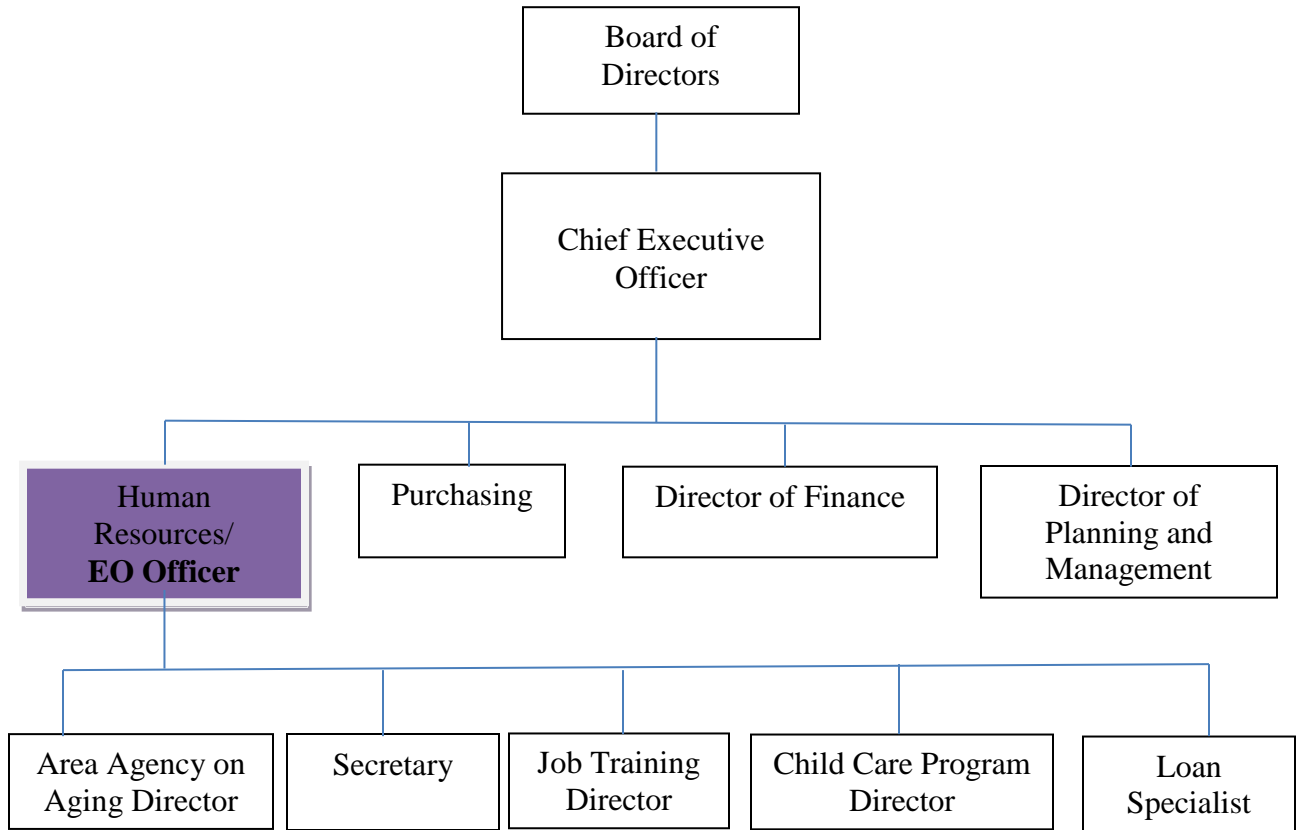 Board of
Directors
Chief Executive
Officer
Human
Resources/
EO Officer
Purchasing
Director of Finance
Director of
Planning and
Management
Area Agency on
Aging Director
Secretary
Job Training
Director
Child Care Program
Director
Loan
Specialist